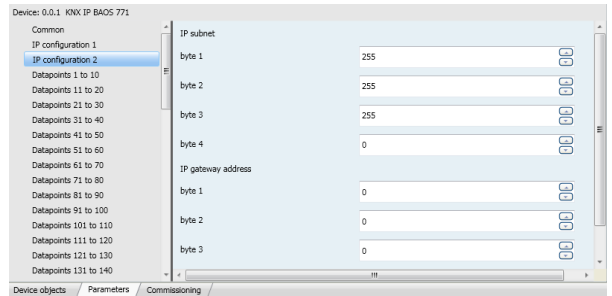 Device: 0.0.1 KNX IP BAOS 771
Common
IP configuration 1
IP configuration 2
Datapoints 1 to 10
Datapoints 11 to 20
Datapoints 21 to 30
Datapoints 31 to 40
Datapoints 41 to 50
Datapoints 51 to 60
Datapoints 61 to 70
Datapoints 71 to 80
Datapoints 81 to 90
Datapoints 91 to 100
Datapoints 101 to 110
Datapoints 111 to 120
Datapoints 121 to 130
Datapoints 131 to 140
IP subnet
byte 1 255
byte 2 255
byte 3 255
byte 4 0
IP gateway address
byte 1 0
byte 2 0
byte 3 0
Device objects Parameters Commissioning